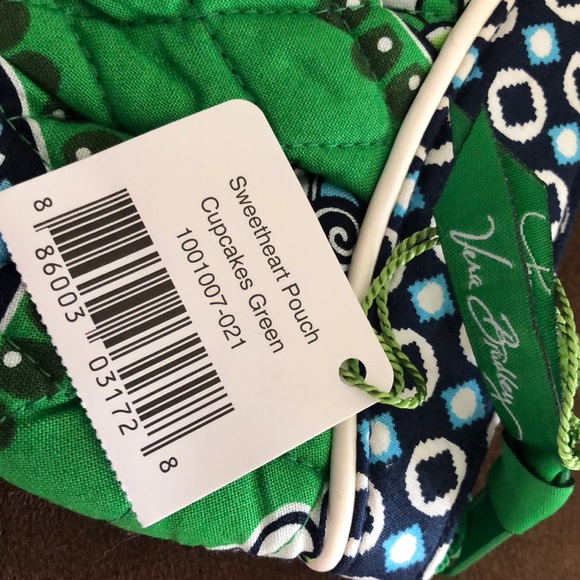 Sweetheart Pouch
Cupcakes Green
1001007-021
8 86003 03172 8
Vera Bradley